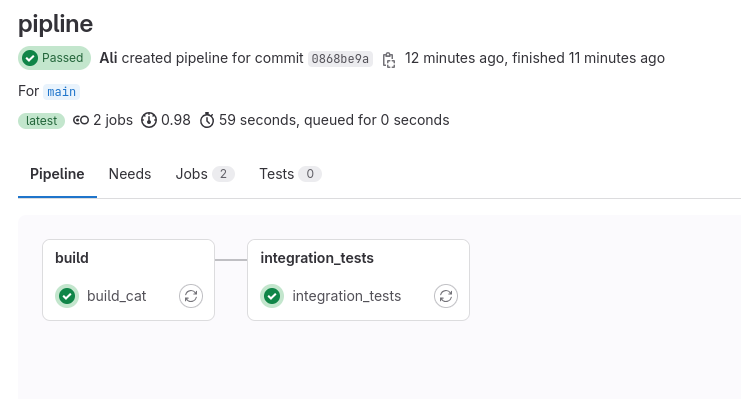 pipline
Passed Ali created pipeline for commit 0868be9a 12 minutes ago, finished 11 minutes ago
For main
latest 2 jobs 0.98 59 seconds, queued for 0 seconds
Pipeline Needs Jobs 2 Tests 0
build integration_tests
build_cat integration_tests